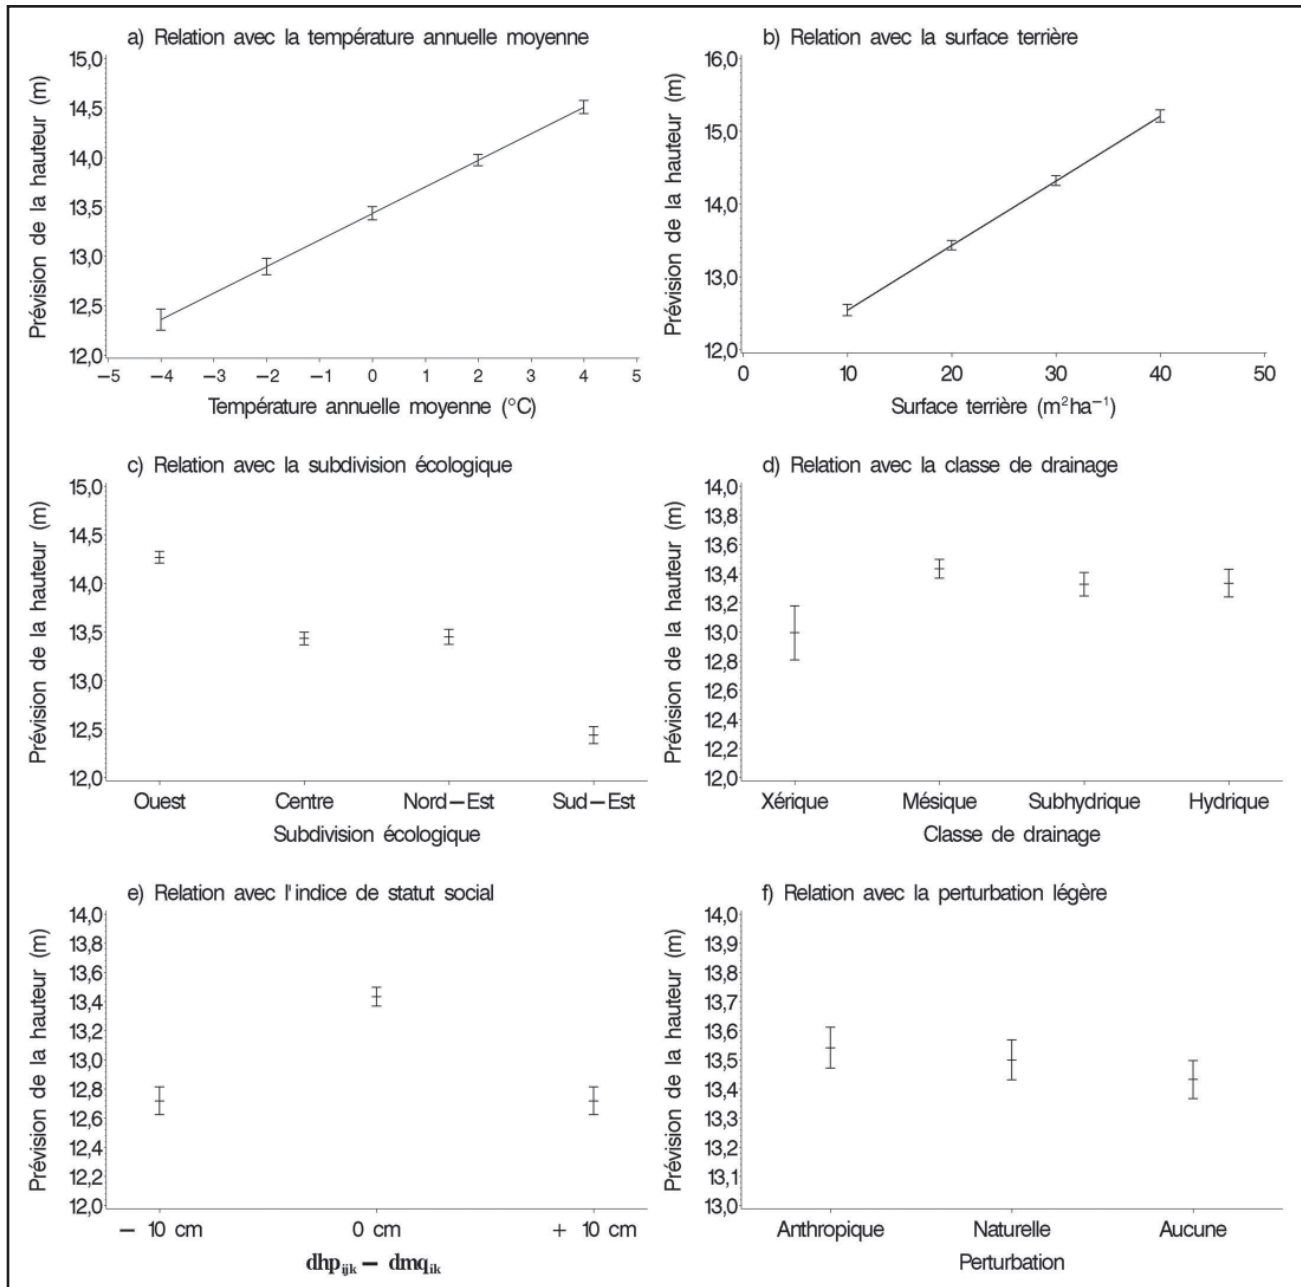 a) Relation avec la température annuelle moyenne
Prévision de la hauteur (m)
15,0
14,5
14,0
13,5
13,0
12,5
12,0
−5 −4 −3 −2 −1 0 1 2 3 4 5
Température annuelle moyenne (°C)
b) Relation avec la surface terrière
Prévision de la hauteur (m)
16,0
15,0
14,0
13,0
12,0
0 10 20 30 40 50
Surface terrière (m²ha⁻¹)
c) Relation avec la subdivision écologique
Prévision de la hauteur (m)
15,0
14,5
14,0
13,5
13,0
12,5
12,0
Ouest Centre Nord−Est Sud−Est
Subdivision écologique
d) Relation avec la classe de drainage
Prévision de la hauteur (m)
14,0
13,8
13,6
13,4
13,2
13,0
12,8
12,6
12,4
12,2
12,0
Xérique Mésique Subhydrique Hydrique
Classe de drainage
e) Relation avec l'indice de statut social
Prévision de la hauteur (m)
14,0
13,8
13,6
13,4
13,2
13,0
12,8
12,6
12,4
12,2
12,0
− 10 cm 0 cm + 10 cm
dhpijk − dmqik
f) Relation avec la perturbation légère
Prévision de la hauteur (m)
14,0
13,9
13,8
13,7
13,6
13,5
13,4
13,3
13,2
13,1
13,0
Anthropique Naturelle Aucune
Perturbation